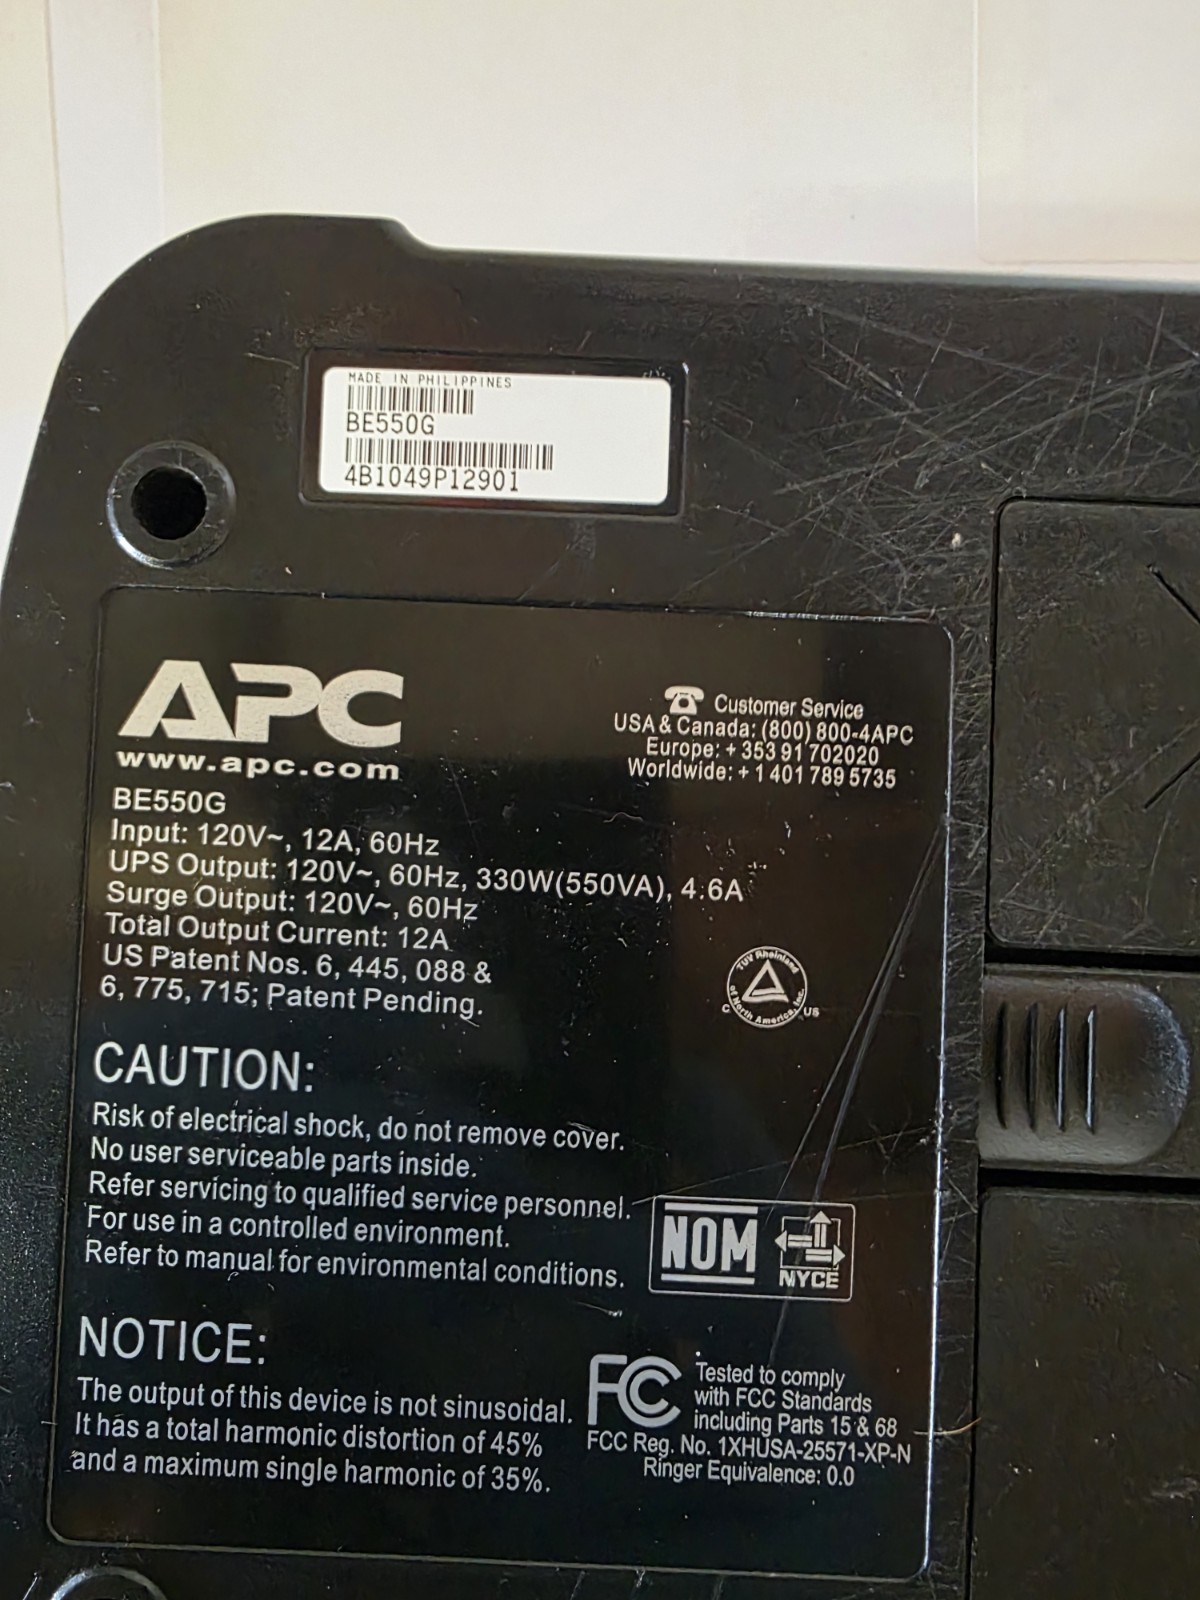 MADE IN PHILIPPINES
BE550G
4B1049P12901
APC
www.apc.com
Customer Service
USA & Canada: (800) 800-4APC
Europe: + 353 91 702020
Worldwide: + 1 401 789 5735
BE550G
Input: 120V~, 12A, 60Hz
UPS Output: 120V~, 60Hz, 330W(550VA), 4.6A
Surge Output: 120V~, 60Hz
Total Output Current: 12A
US Patent Nos. 6, 445, 088 &
6, 775, 715; Patent Pending.
TUV Rheinland
of North America, Inc.
C US
CAUTION:
Risk of electrical shock, do not remove cover.
No user serviceable parts inside.
Refer servicing to qualified service personnel.
For use in a controlled environment.
Refer to manual for environmental conditions.
NOM
NYCE
NOTICE:
The output of this device is not sinusoidal.
It has a total harmonic distortion of 45%
and a maximum single harmonic of 35%.
FC
Tested to comply
with FCC Standards
including Parts 15 & 68
FCC Reg. No. 1XHUSA-25571-XP-N
Ringer Equivalence: 0.0